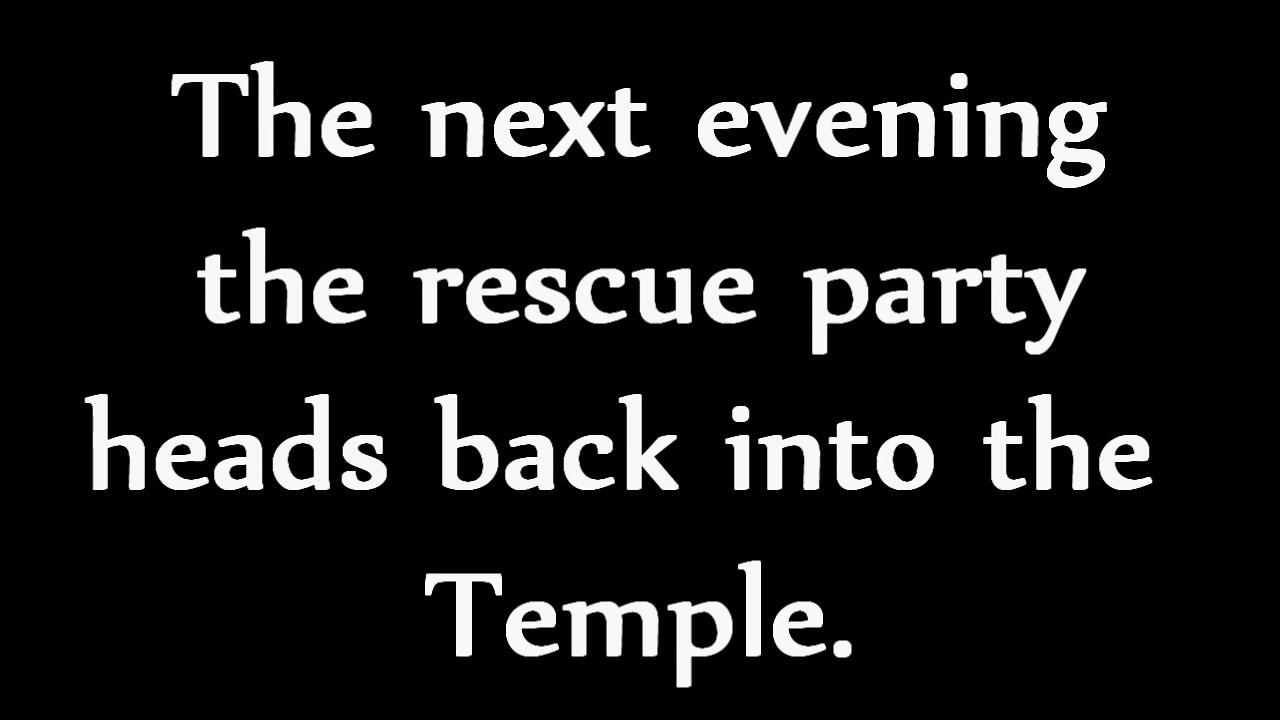 The next evening
the rescue party
heads back into the
Temple.